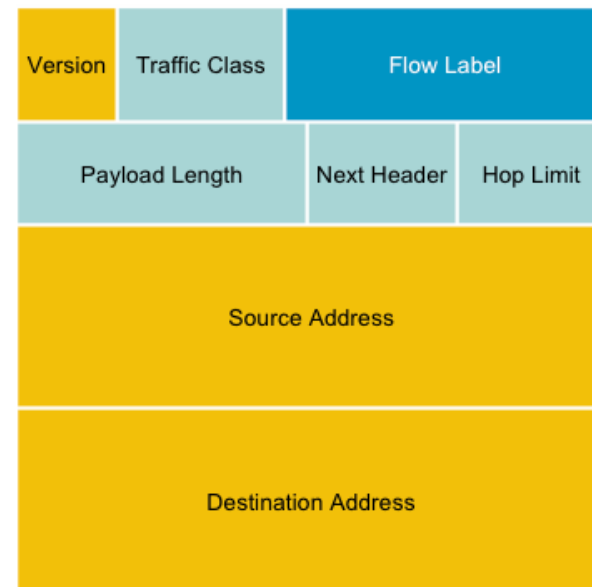 Version Traffic Class Flow Label
Payload Length Next Header Hop Limit
Source Address
Destination Address